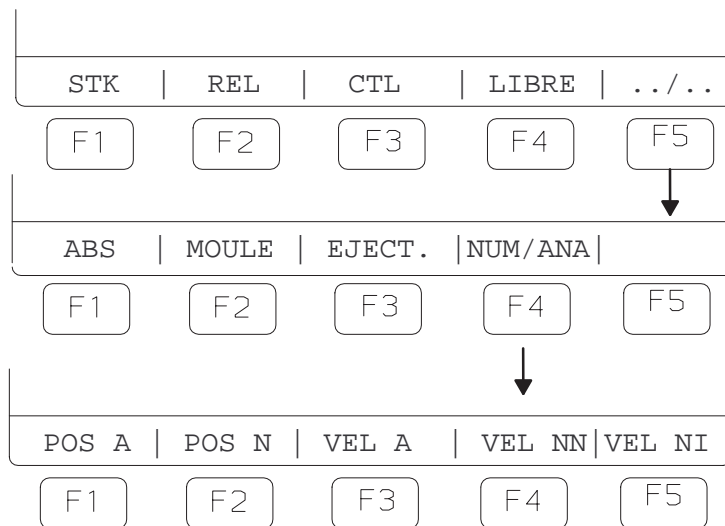 STK | REL | CTL | LIBRE | ../..
F1 F2 F3 F4 F5
ABS | MOULE | EJECT. |NUM/ANA|
F1 F2 F3 F4 F5
POS A | POS N | VEL A | VEL NN|VEL NI
F1 F2 F3 F4 F5